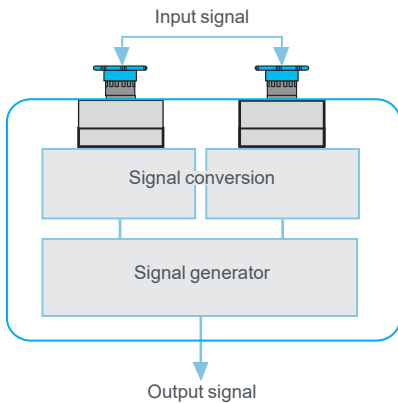 Input signal
Signal conversion
Signal generator
Output signal